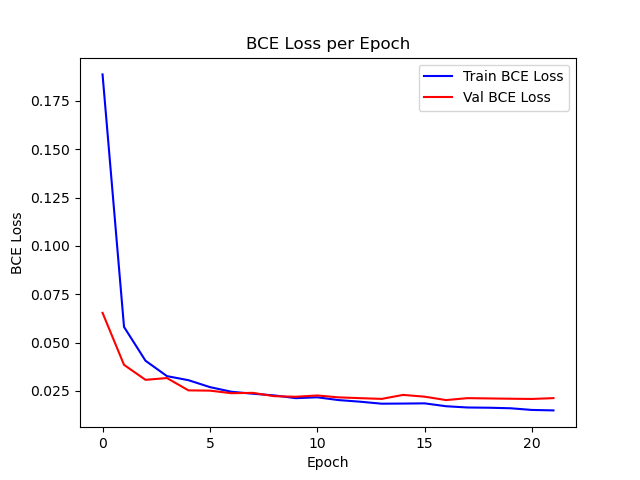 BCE Loss per Epoch
Train BCE Loss
Val BCE Loss
BCE Loss
0.175
0.150
0.125
0.100
0.075
0.050
0.025
0 5 10 15 20
Epoch